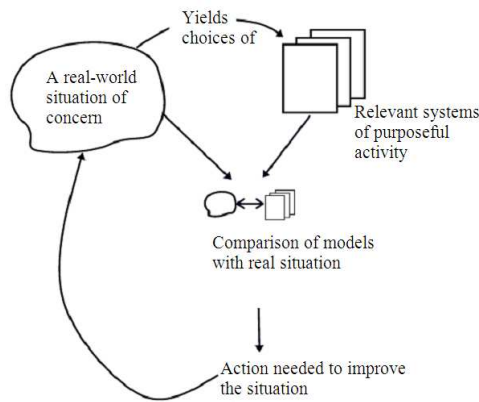 Yields
choices of
A real-world
situation of
concern
Relevant systems
of purposeful
activity
Comparison of models
with real situation
Action needed to improve
the situation